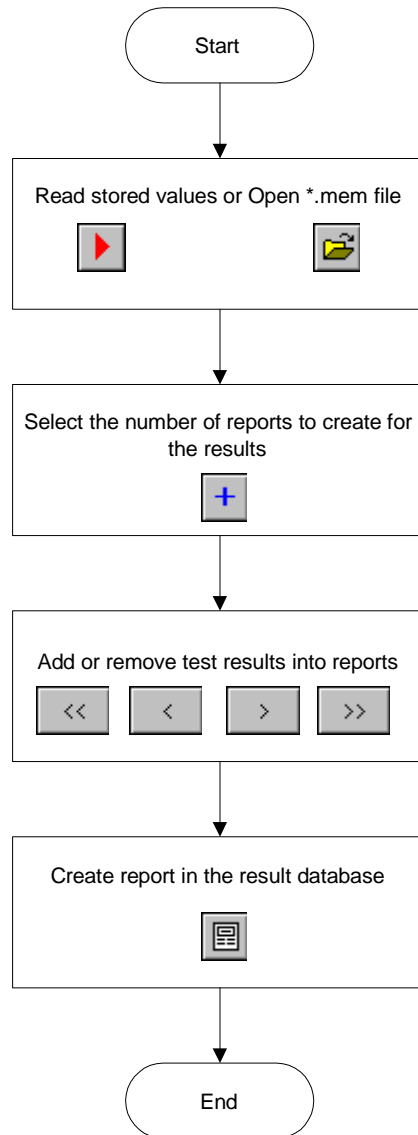 Start
Read stored values or Open *.mem file
Select the number of reports to create for
the results
+
Add or remove test results into reports
<< < > >>
Create report in the result database
End